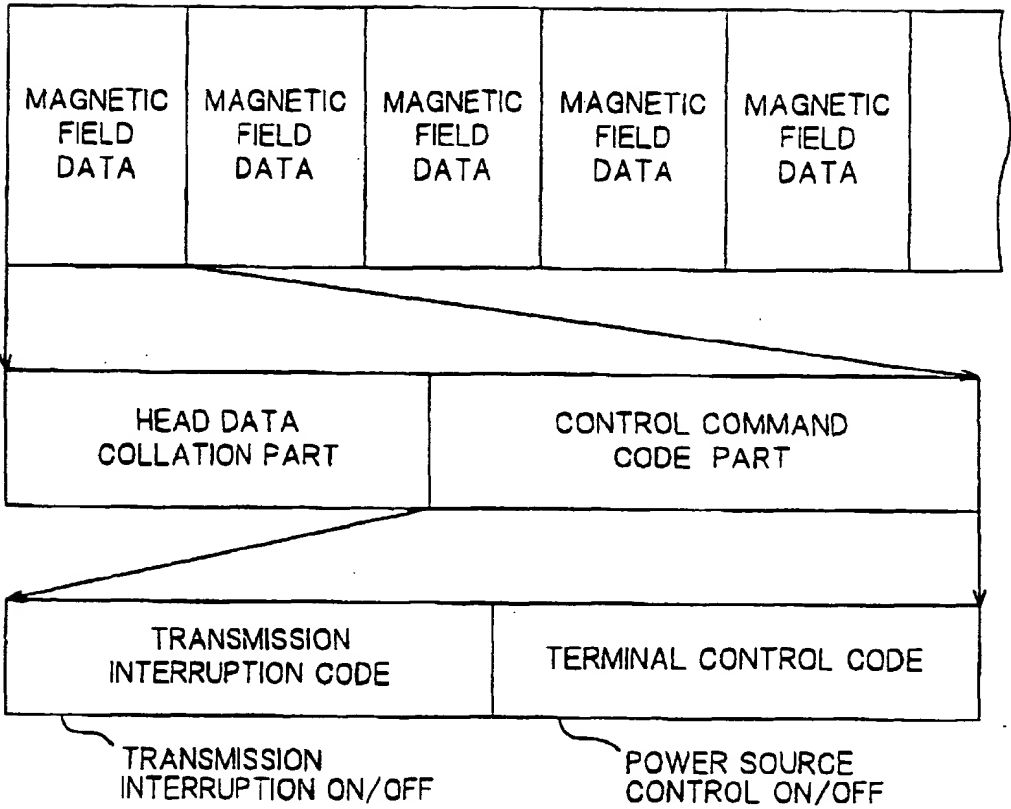 MAGNETIC
FIELD
DATA
MAGNETIC
FIELD
DATA
MAGNETIC
FIELD
DATA
MAGNETIC
FIELD
DATA
MAGNETIC
FIELD
DATA
HEAD DATA
COLLATION PART
CONTROL COMMAND
CODE PART
TRANSMISSION
INTERRUPTION CODE
TERMINAL CONTROL CODE
TRANSMISSION
INTERRUPTION ON/OFF
POWER SOURCE
CONTROL ON/OFF